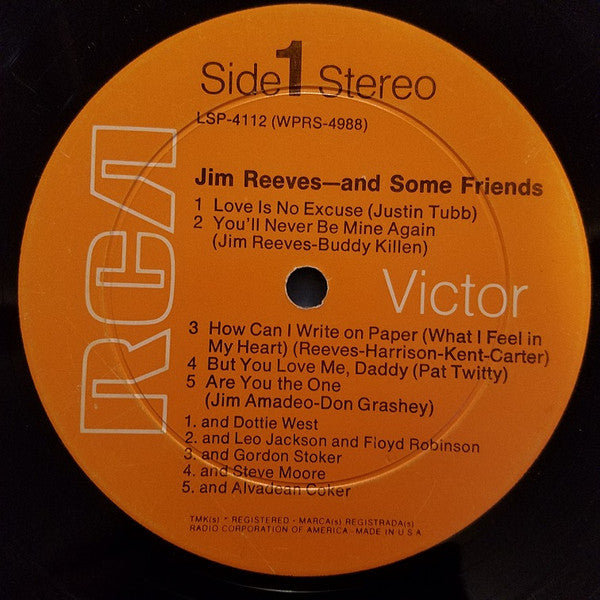 Side 1 Stereo
LSP-4112 (WPRS-4988)
RCA
Jim Reeves—and Some Friends
1 Love Is No Excuse (Justin Tubb)
2 You'll Never Be Mine Again
(Jim Reeves-Buddy Killen)
Victor
3 How Can I Write on Paper (What I Feel in
My Heart) (Reeves-Harrison-Kent-Carter)
4 But You Love Me, Daddy (Pat Twitty)
5 Are You the One
(Jim Amadeo-Don Grashey)
1. and Dottie West
2. and Leo Jackson and Floyd Robinson
3. and Gordon Stoker
4. and Steve Moore
5. and Alvadean Coker
TMK(s) ® REGISTERED • MARCA(s) REGISTRADA(s)
RADIO CORPORATION OF AMERICA—MADE IN U.S.A.